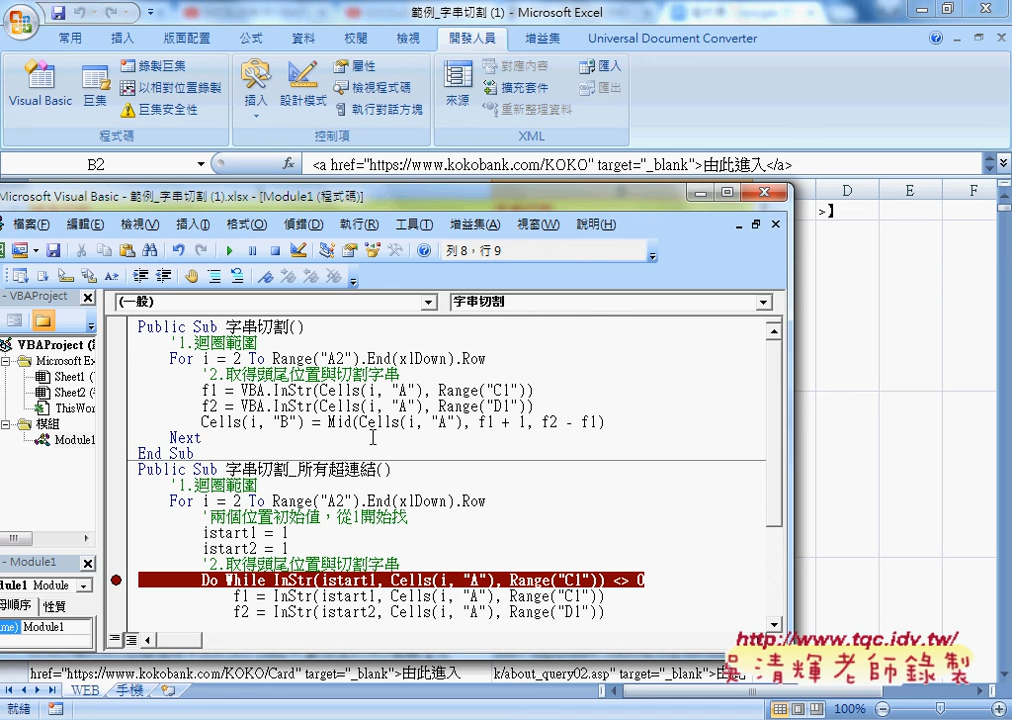 範例_字串切割 (1) - Microsoft Excel
常用 插入 版面配置 公式 資料 校閱 檢視 開發人員 增益集 Universal Document Converter
Visual Basic 巨集 錄製巨集 以相對位置錄製 巨集安全性 插入 設計模式 屬性 檢視程式碼 執行對話方塊 來源 對應內容 擴充套件 重新整理資料 匯入 匯出
程式碼 控制項 XML
B2 fx <a href="https://www.kokobank.com/KOKO" target="_blank">由此進入</a>
Microsoft Visual Basic - 範例_字串切割 (1).xlsx - [Module1 (程式碼)]
D E F
>】
檔案(F) 編輯(E) 檢視(V) 插入(I) 格式(O) 偵錯(D) 執行(R) 工具(T) 增益集(A) 視窗(W) 說明(H)
列 8，行 9
- VBAProject
(一般) 字串切割
VBAProject (
Microsoft Ex
Sheet1 (
Sheet2 (
ThisWor
模組
Module1
Public Sub 字串切割()
'1.迴圈範圍
For i = 2 To Range("A2").End(xlDown).Row
'2.取得頭尾位置與切割字串
f1 = VBA.InStr(Cells(i, "A"), Range("C1"))
f2 = VBA.InStr(Cells(i, "A"), Range("D1"))
Cells(i, "B") = Mid(Cells(i, "A"), f1 + 1, f2 - f1)
Next
End Sub
Public Sub 字串切割_所有超連結()
'1.迴圈範圍
For i = 2 To Range("A2").End(xlDown).Row
'兩個位置初始值，從1開始找
istart1 = 1
istart2 = 1
'2.取得頭尾位置與切割字串
Do While InStr(istart1, Cells(i, "A"), Range("C1")) <> 0
f1 = InStr(istart1, Cells(i, "A"), Range("C1"))
f2 = InStr(istart2, Cells(i, "A"), Range("D1"))
- Module1
dule1 Module
母順序 性質
ame) Module1
http://www.tqc.idv.tw/
吳清輝老師錄製
href="https://www.kokobank.com/KOKO/Card" target="_blank">由此進入
k/about_query02.asp" target="_blank">由此
WEB 手機
就緒 100%